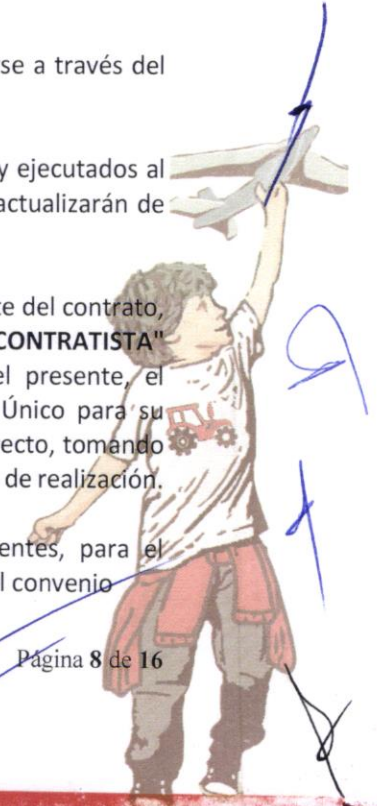 se a través del
y ejecutados al
actualizarán de
te del contrato,
CONTRATISTA"
el presente, el
Único para su
ecto, tomando
de realización.
entes, para el
l convenio
Página 8 de 16